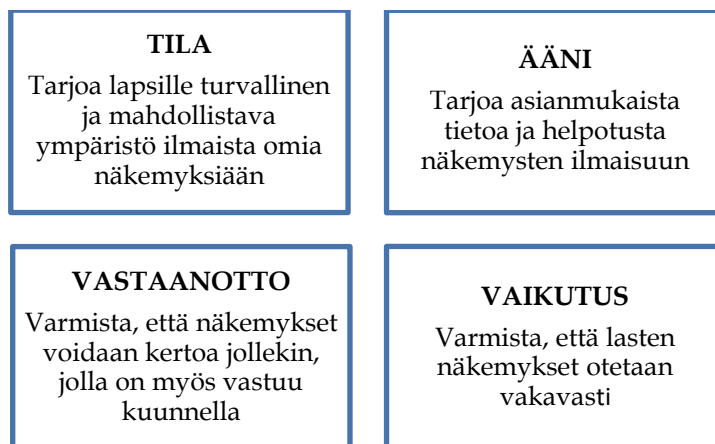 TILA
Tarjoa lapsille turvallinen
ja mahdollistava
ympäristö ilmaista omia
näkemyksiään
ÄÄNI
Tarjoa asianmukaista
tietoa ja helpotusta
näkemysten ilmaisuun
VASTAANOTTO
Varmista, että näkemykset
voidaan kertoa jollekin,
jolla on myös vastuu
kuunnella
VAIKUTUS
Varmista, että lasten
näkemykset otetaan
vakavasti